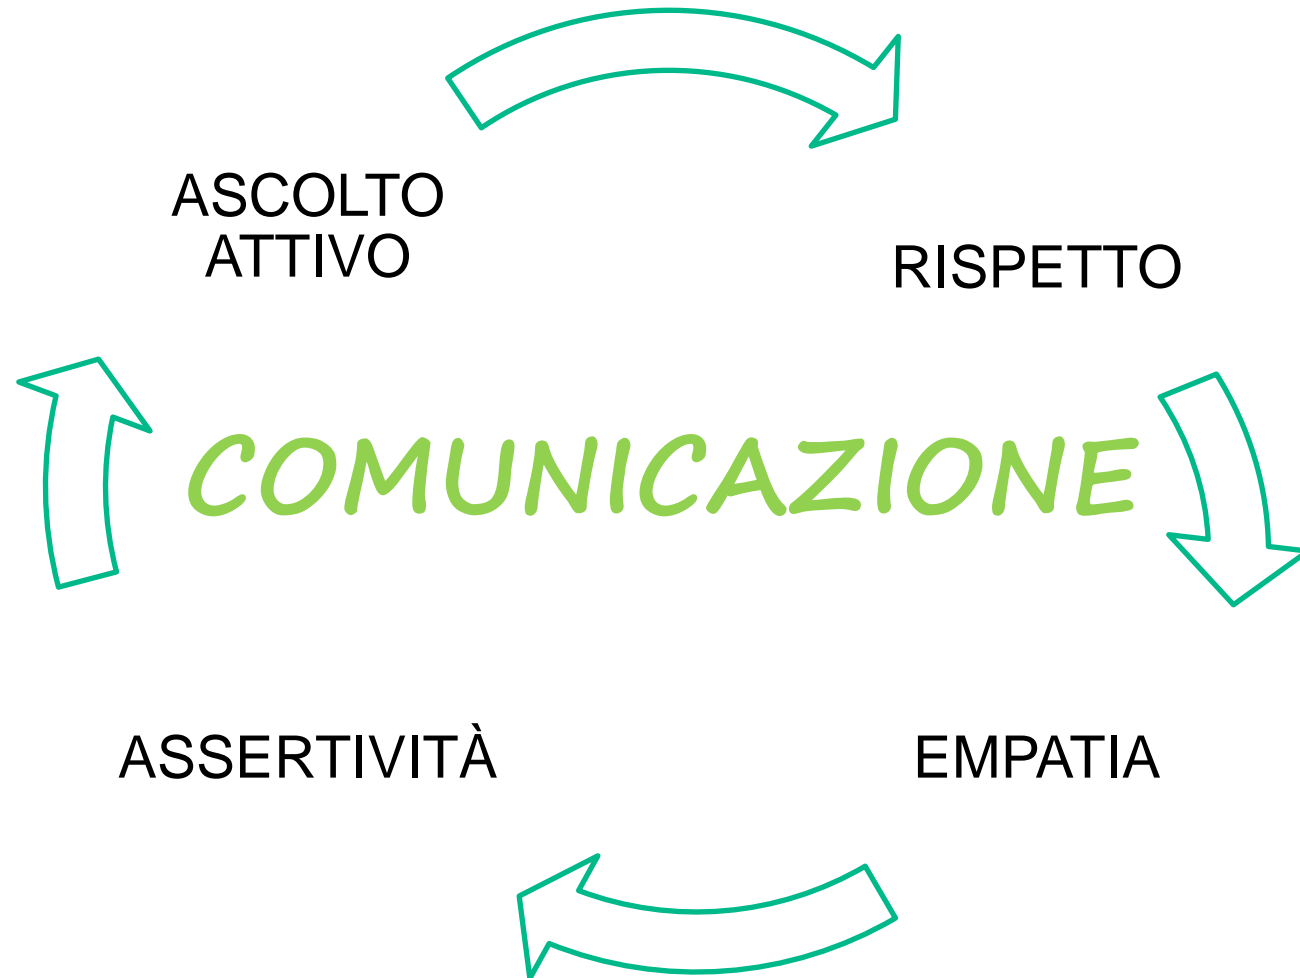 ASCOLTO
ATTIVO
RISPETTO
COMUNICAZIONE
ASSERTIVITÀ
EMPATIA